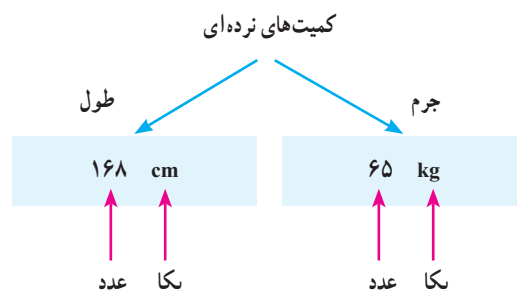 کمیت‌های نرده‌ای
جرم
طول
۶۵ kg
۱۶۸ cm
یکا
عدد
یکا
عدد